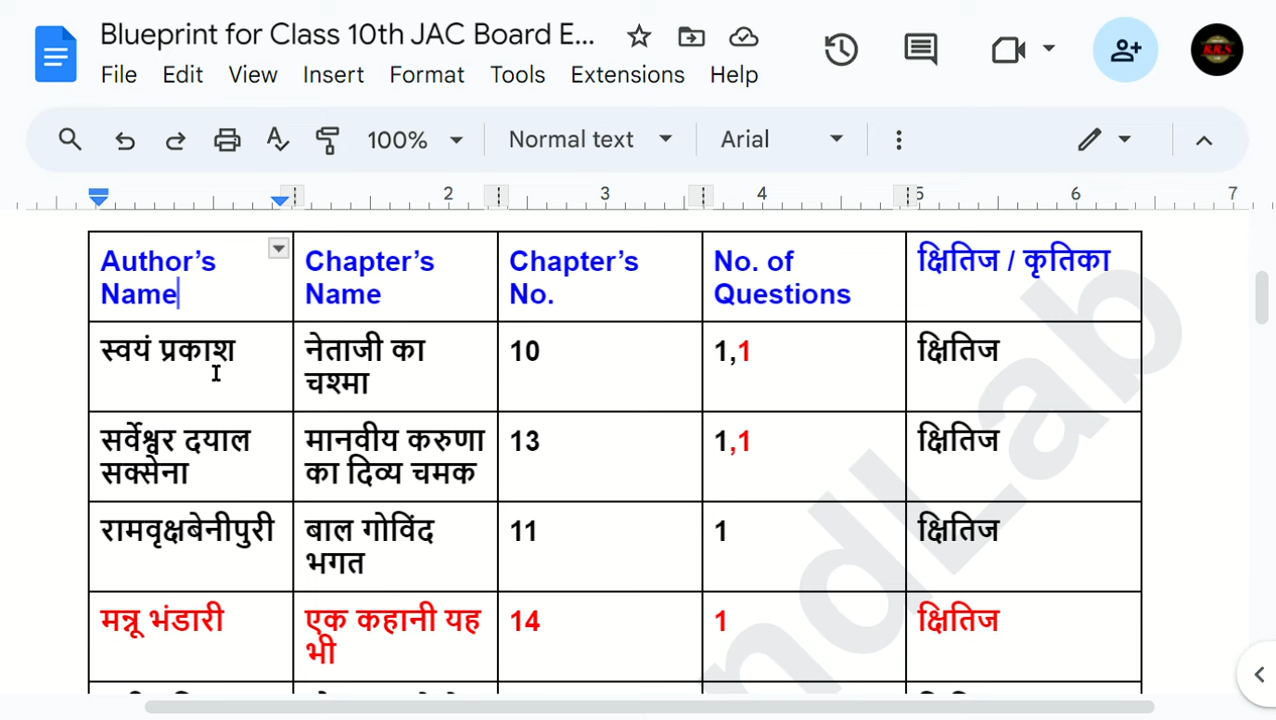 Blueprint for Class 10th JAC Board E...
File Edit View Insert Format Tools Extensions Help
100% Normal text Arial
2 3 4 5 6 7
Author’s Name Chapter’s Name Chapter’s No. No. of Questions क्षितिज / कृतिका
स्वयं प्रकाश नेताजी का चश्मा 10 1,1 क्षितिज
सर्वेश्वर दयाल सक्सेना मानवीय करुणा का दिव्य चमक 13 1,1 क्षितिज
रामवृक्षबेनीपुरी बाल गोविंद भगत 11 1 क्षितिज
मन्नू भंडारी एक कहानी यह भी 14 1 क्षितिज